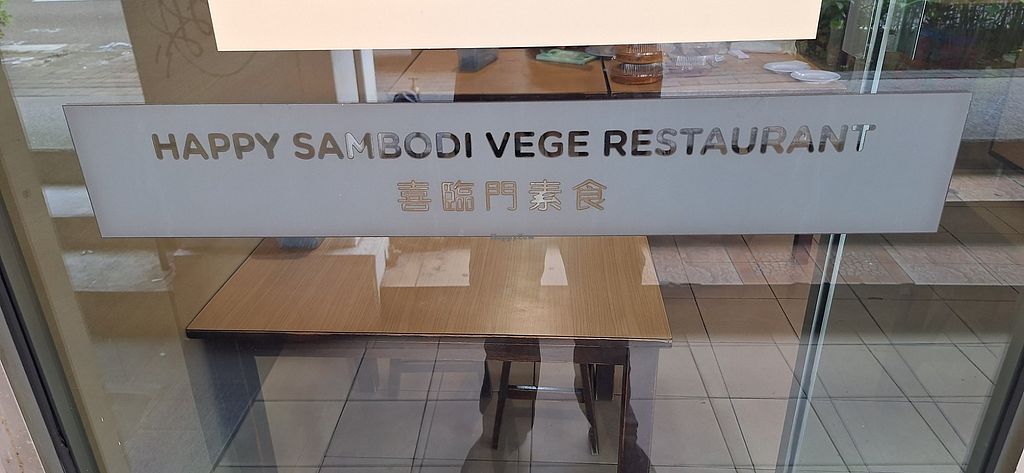 HAPPY SAMBODI VEGE RESTAURANT
喜臨門素食